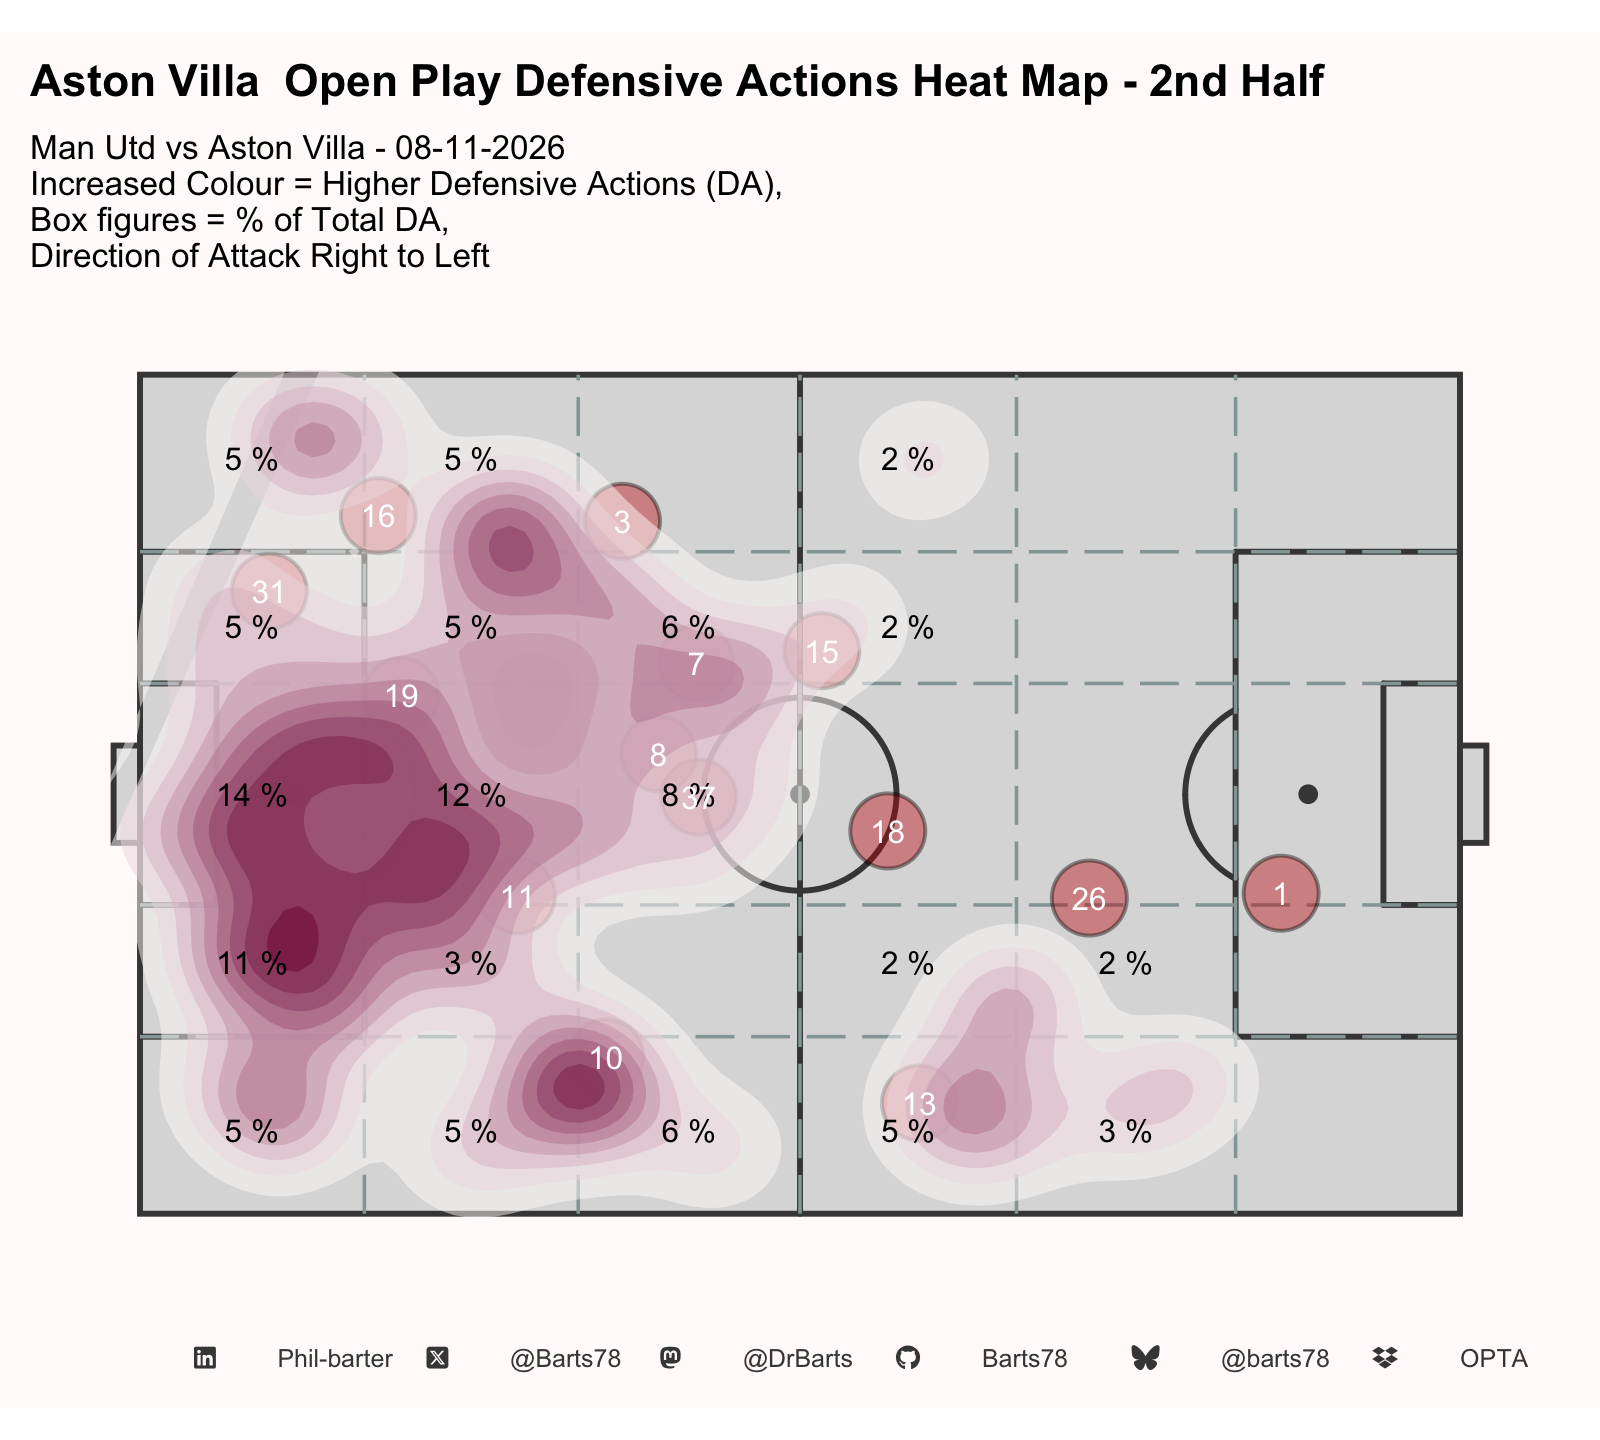 Aston Villa  Open Play Defensive Actions Heat Map - 2nd Half
Man Utd vs Aston Villa - 08-11-2026
Increased Colour = Higher Defensive Actions (DA),
Box figures = % of Total DA,
Direction of Attack Right to Left
5 % 5 % 2 %
16 3
31
5 % 5 % 6 % 2 %
7 15
19
8
14 % 12 % 8 % 37
18
11 26 1
11 % 3 % 2 % 2 %
10
13
5 % 5 % 6 % 5 % 3 %
Phil-barter @Barts78 @DrBarts Barts78 @barts78 OPTA